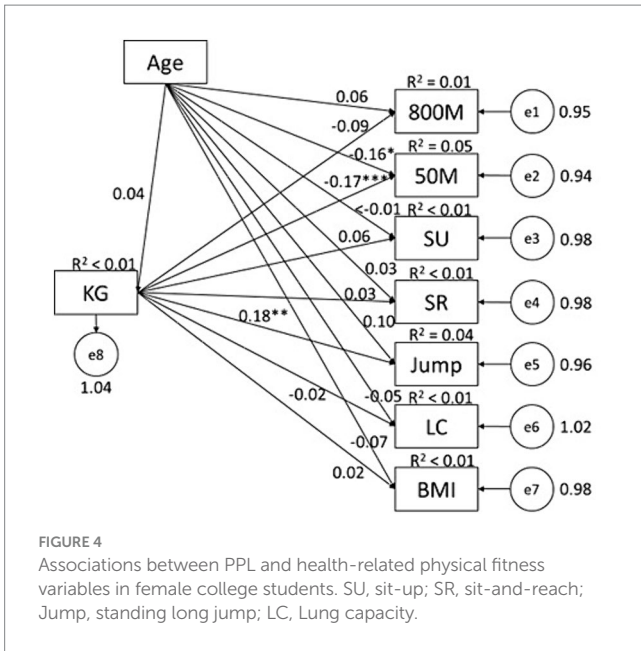 Age
R² = 0.01
0.06
800M
e1
0.95
-0.09
R² = 0.05
-0.16*
50M
e2
0.94
-0.17***
0.04
<-0.01
R² < 0.01
SU
e3
0.98
0.06
R² < 0.01
KG
0.03
R² < 0.01
SR
e4
0.98
0.03
0.18**
0.10
R² = 0.04
Jump
e5
0.96
e8
1.04
-0.02
-0.05
R² < 0.01
LC
e6
1.02
-0.07
0.02
R² < 0.01
BMI
e7
0.98
FIGURE 4
Associations between PPL and health-related physical fitness
variables in female college students. SU, sit-up; SR, sit-and-reach;
Jump, standing long jump; LC, Lung capacity.